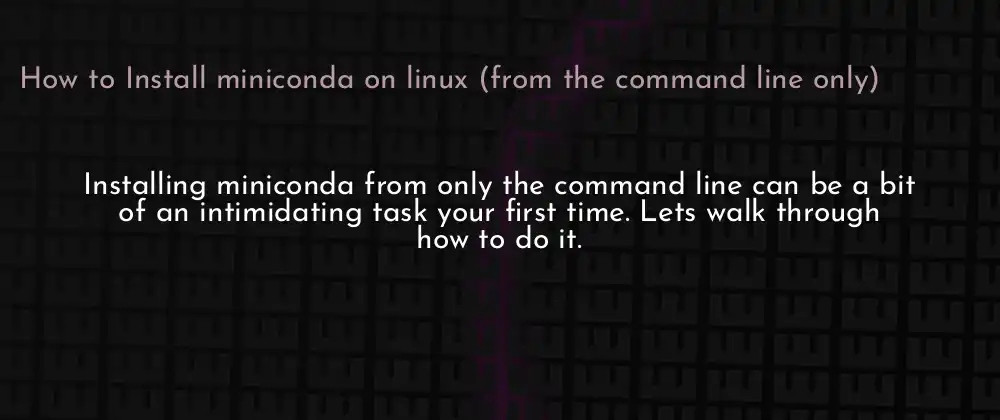 How to Install miniconda on linux (from the command line only)
Installing miniconda from only the command line can be a bit
of an intimidating task your first time. Lets walk through
how to do it.